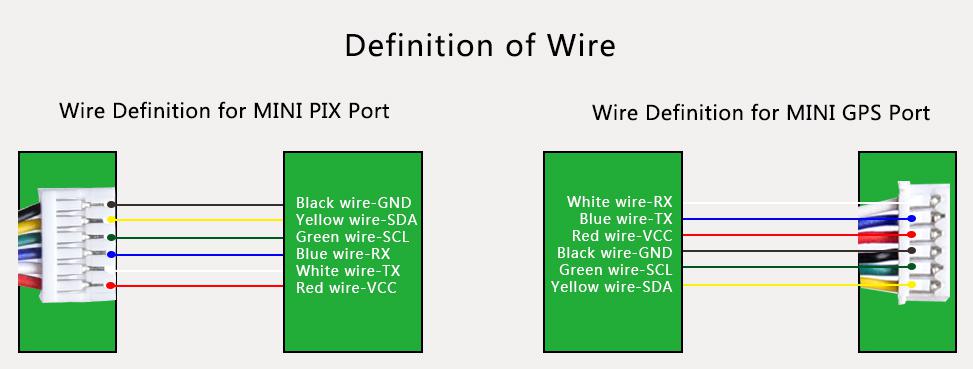 Definition of Wire
Wire Definition for MINI PIX Port
Black wire-GND
Yellow wire-SDA
Green wire-SCL
Blue wire-RX
White wire-TX
Red wire-VCC
Wire Definition for MINI GPS Port
White wire-RX
Blue wire-TX
Red wire-VCC
Black wire-GND
Green wire-SCL
Yellow wire-SDA